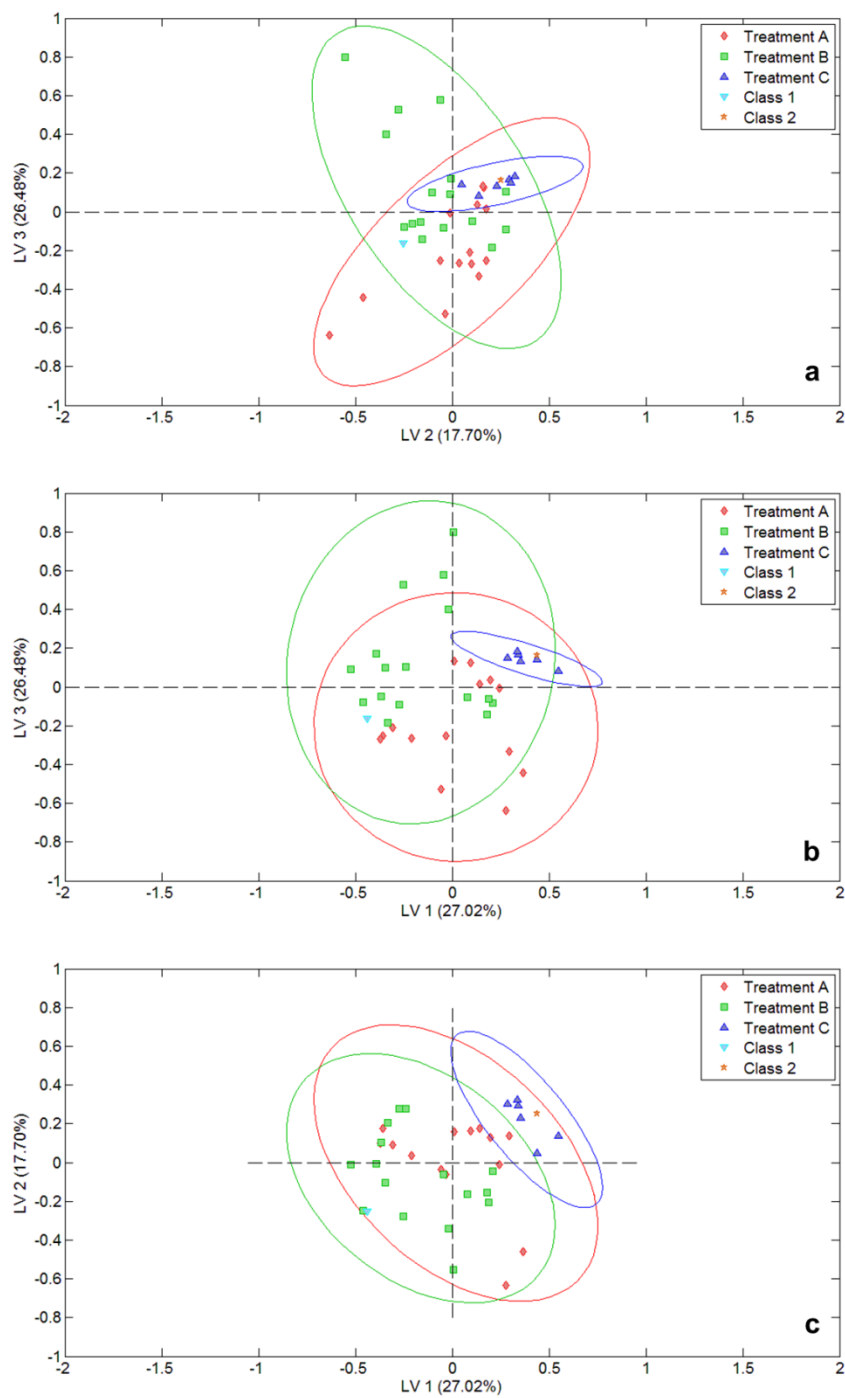 1
0.8
0.6
0.4
0.2
0
-0.2
-0.4
-0.6
-0.8
-1
LV 3 (26.48%)
Treatment A
Treatment B
Treatment C
Class 1
Class 2
a
-2 -1.5 -1 -0.5 0 0.5 1 1.5 2
LV 2 (17.70%)
1
0.8
0.6
0.4
0.2
0
-0.2
-0.4
-0.6
-0.8
-1
LV 3 (26.48%)
Treatment A
Treatment B
Treatment C
Class 1
Class 2
b
-2 -1.5 -1 -0.5 0 0.5 1 1.5 2
LV 1 (27.02%)
1
0.8
0.6
0.4
0.2
0
-0.2
-0.4
-0.6
-0.8
-1
LV 2 (17.70%)
Treatment A
Treatment B
Treatment C
Class 1
Class 2
c
-2 -1.5 -1 -0.5 0 0.5 1 1.5 2
LV 1 (27.02%)